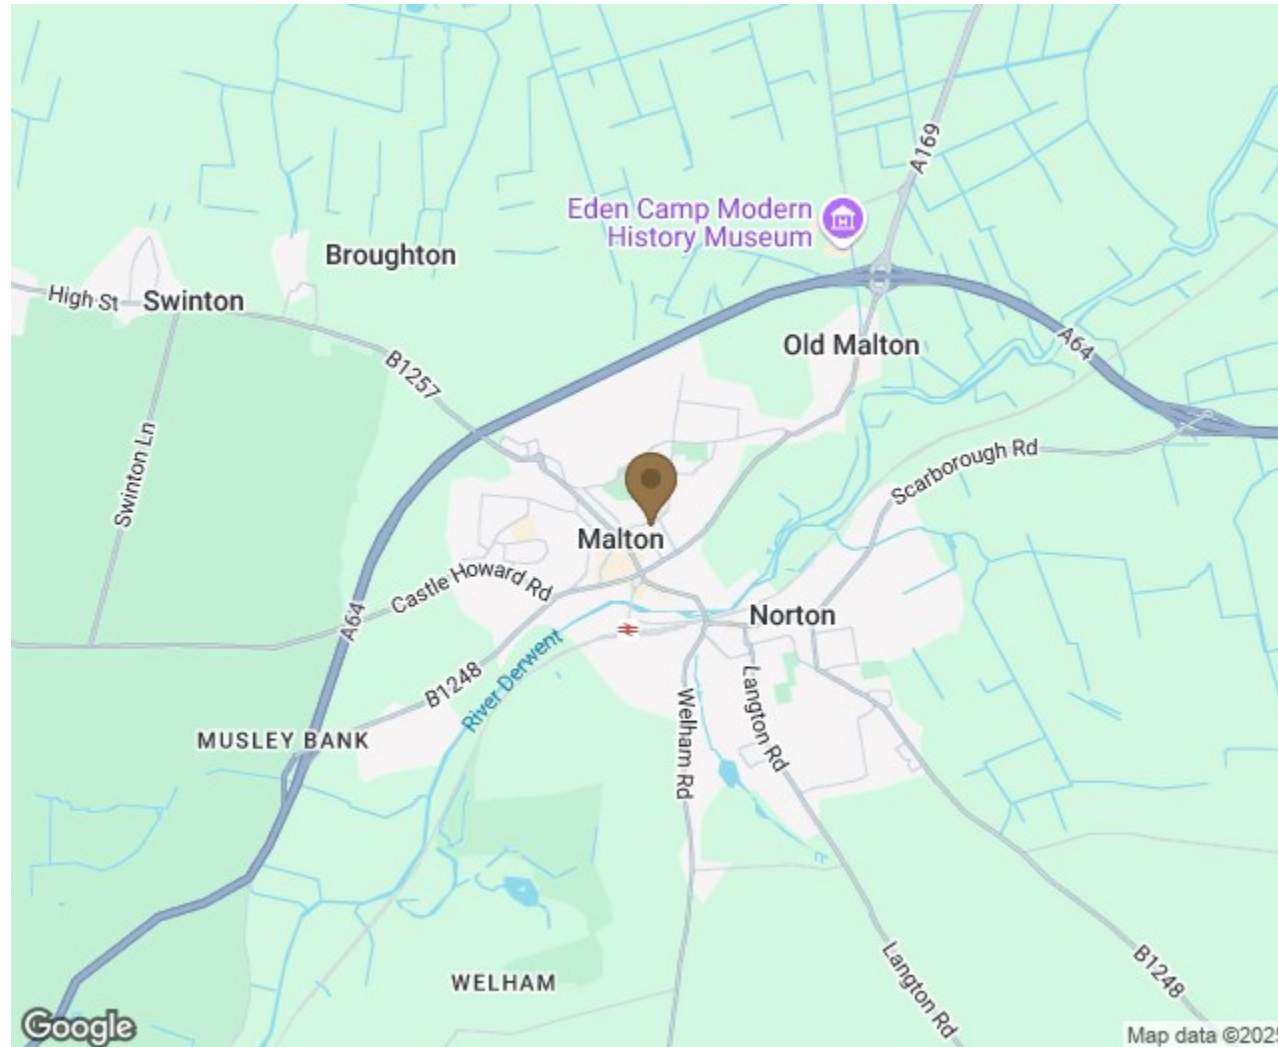 A169
Eden Camp Modern
History Museum
Broughton
High St
Swinton
Old Malton
A64
B1257
Swinton Ln
Scarborough Rd
Malton
Castle Howard Rd
A64
Norton
River Derwent
B1248
Langton Rd
Welham Rd
MUSLEY BANK
WELHAM
Langton Rd
B1248
Google
Map data ©2025